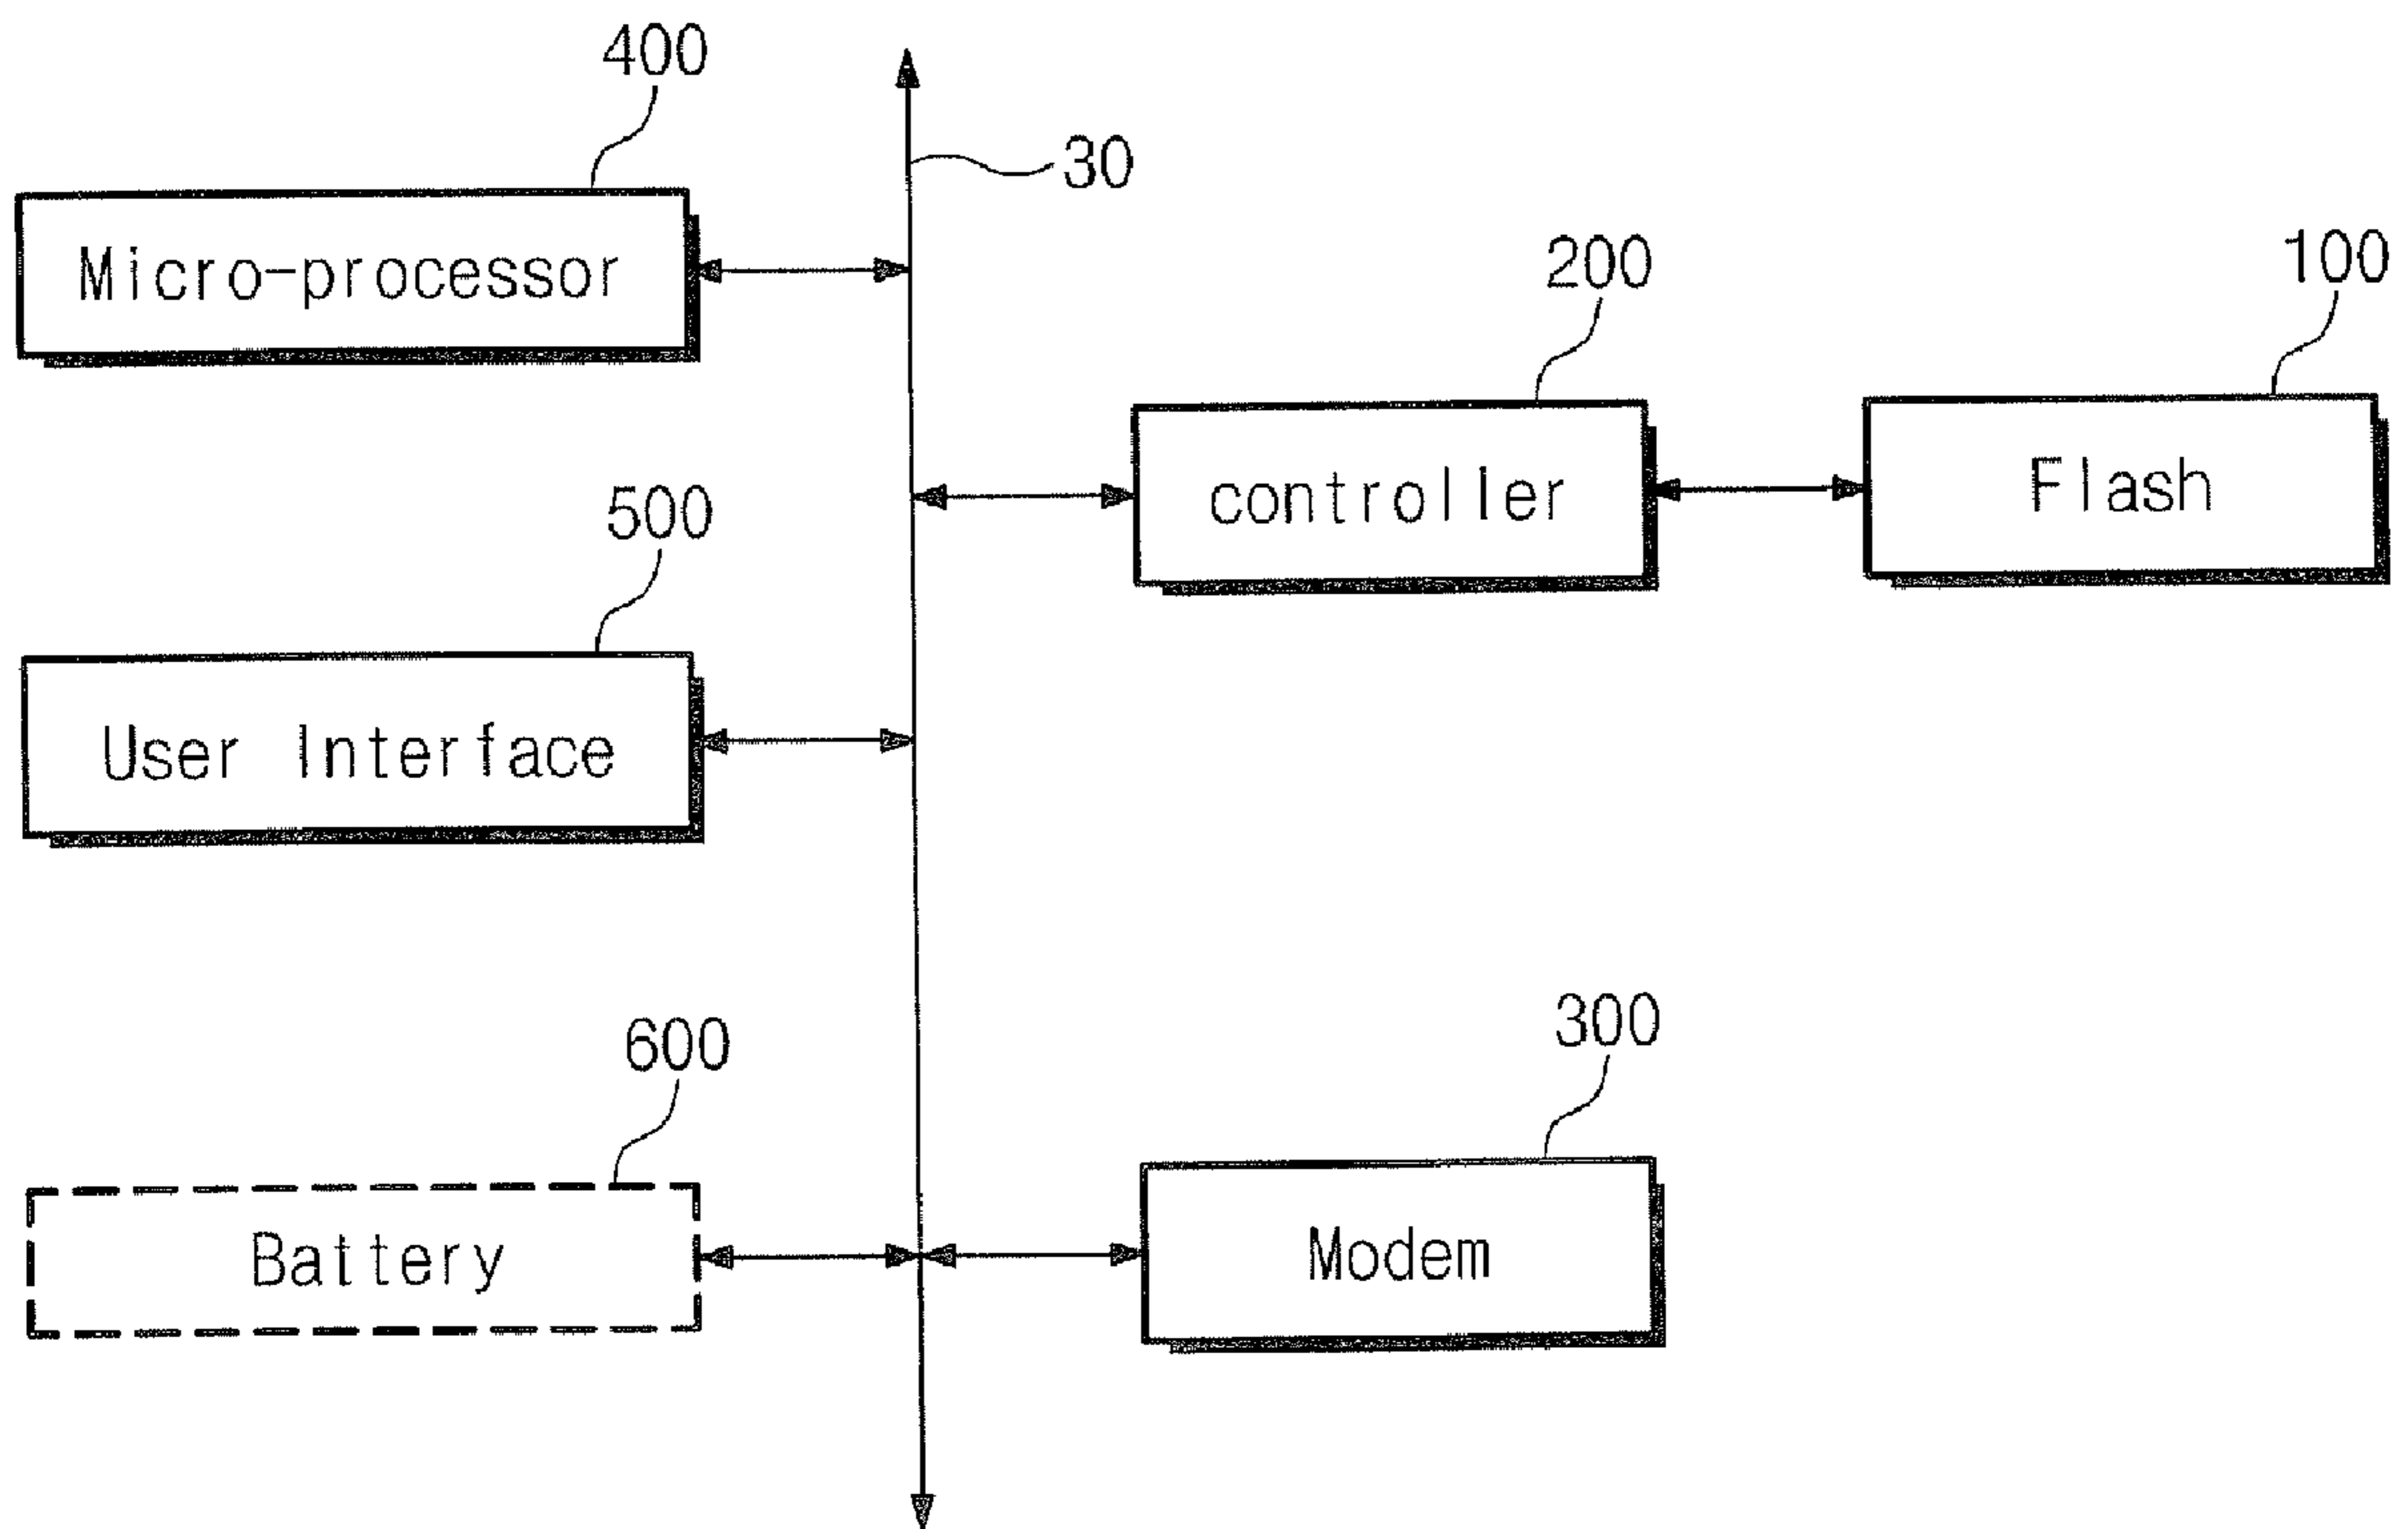 400
30
Micro-processor
200
100
controller
Flash
500
User Interface
600
300
Battery
Modem